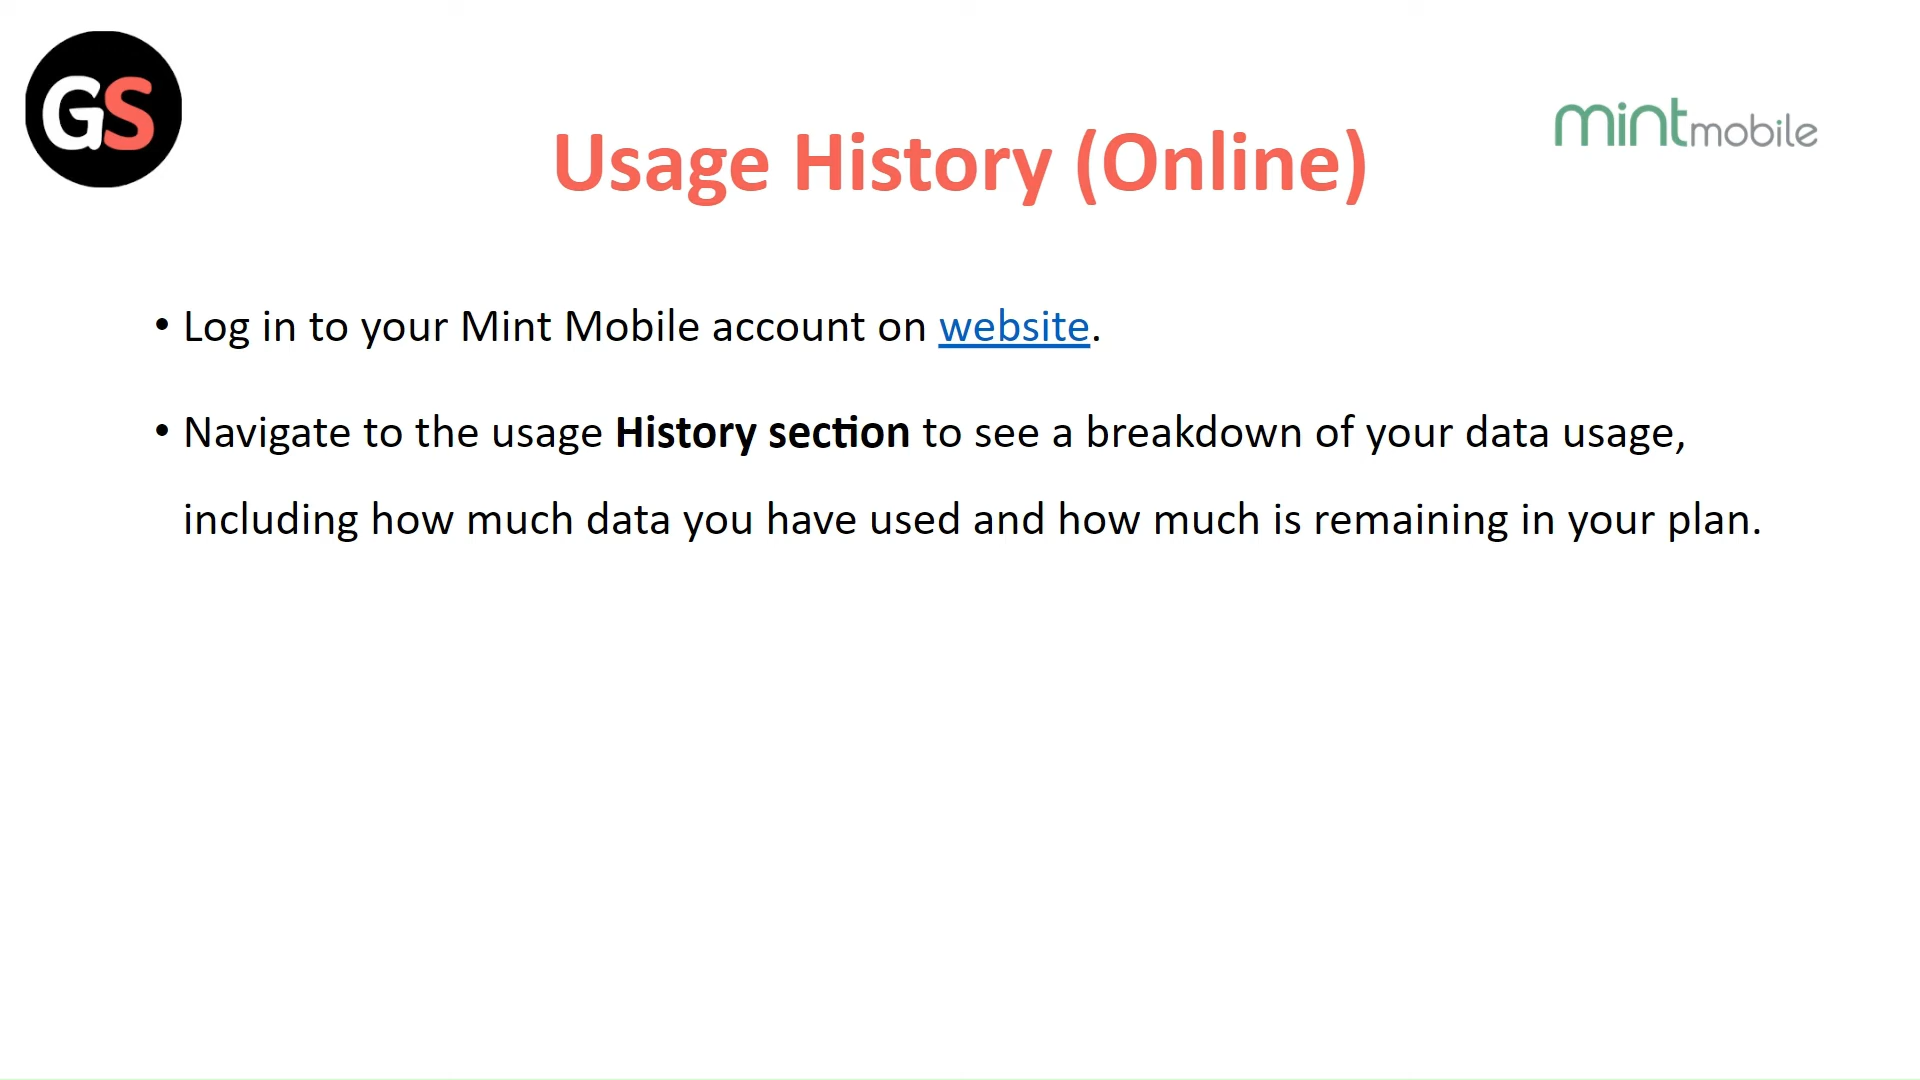 GS
mintmobile
Usage History (Online)
• Log in to your Mint Mobile account on website.
• Navigate to the usage History section to see a breakdown of your data usage,
including how much data you have used and how much is remaining in your plan.